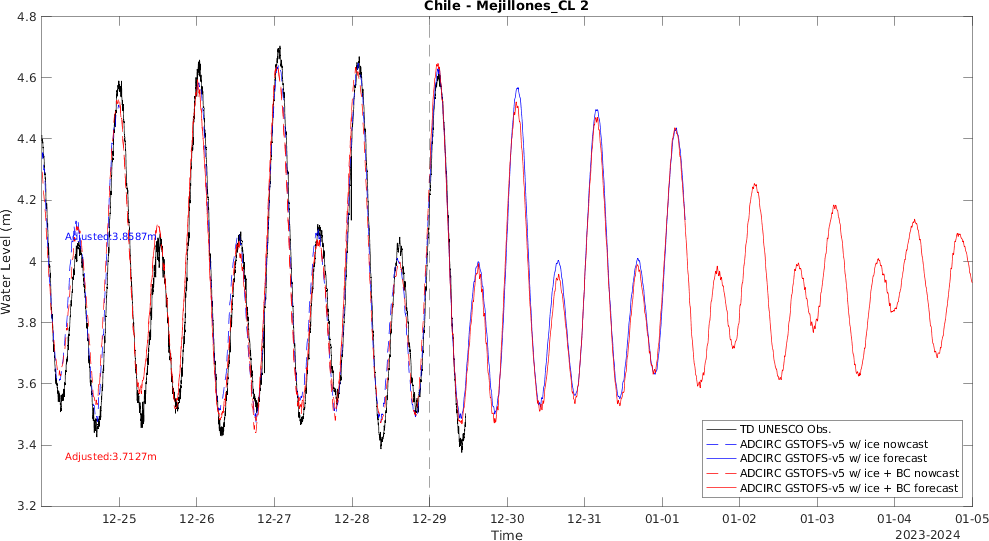 Chile - Mejillones_CL 2
4.8
4.6
4.4
4.2
4
3.8
3.6
3.4
3.2
Water Level (m)
Adjusted:3.8587m
Adjusted:3.7127m
TD UNESCO Obs.
ADCIRC GSTOFS-v5 w/ ice nowcast
ADCIRC GSTOFS-v5 w/ ice forecast
ADCIRC GSTOFS-v5 w/ ice + BC nowcast
ADCIRC GSTOFS-v5 w/ ice + BC forecast
12-25 12-26 12-27 12-28 12-29 12-30 12-31 01-01 01-02 01-03 01-04 01-05
Time
2023-2024